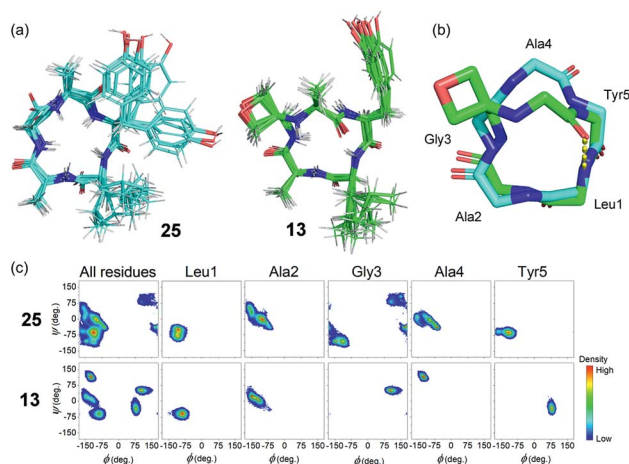 (a)
25
13
(b)
Ala4
Tyr5
Gly3
Ala2
Leu1
(c)
All residues Leu1 Ala2 Gly3 Ala4 Tyr5
25
ψ (deg.)
150
75
0
-75
-150
13
ψ (deg.)
150
75
0
-75
-150
Density
High
Low
-150 -75 0 75 150 -150 -75 0 75 150 -150 -75 0 75 150 -150 -75 0 75 150 -150 -75 0 75 150 -150 -75 0 75 150
ϕ (deg.) ϕ (deg.) ϕ (deg.) ϕ (deg.) ϕ (deg.) ϕ (deg.)